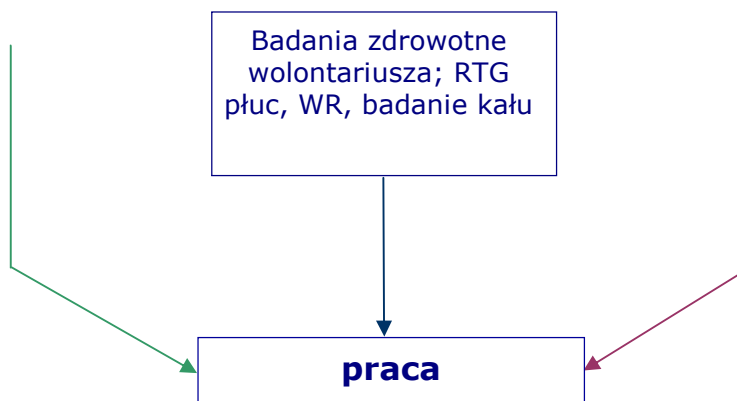 Badania zdrowotne
wolontariusza; RTG
płuc, WR, badanie kału
praca